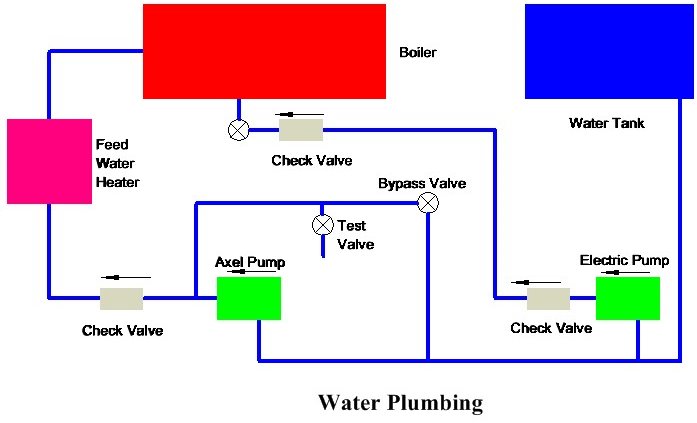 Boiler
Water Tank
Feed
Water
Heater
Check Valve
Bypass Valve
Test
Valve
Axel Pump
Electric Pump
Check Valve
Check Valve
Water Plumbing